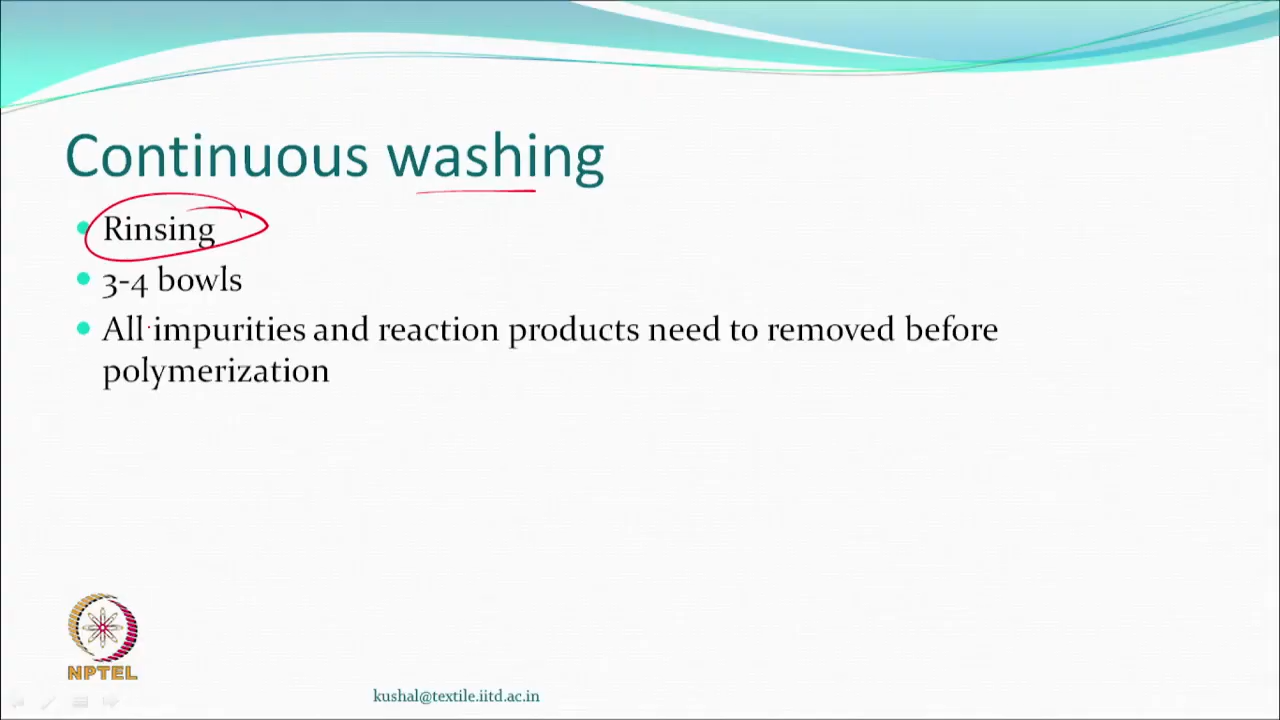 Continuous washing
Rinsing
3-4 bowls
All impurities and reaction products need to removed before
polymerization
NPTEL
kushal@textile.iitd.ac.in